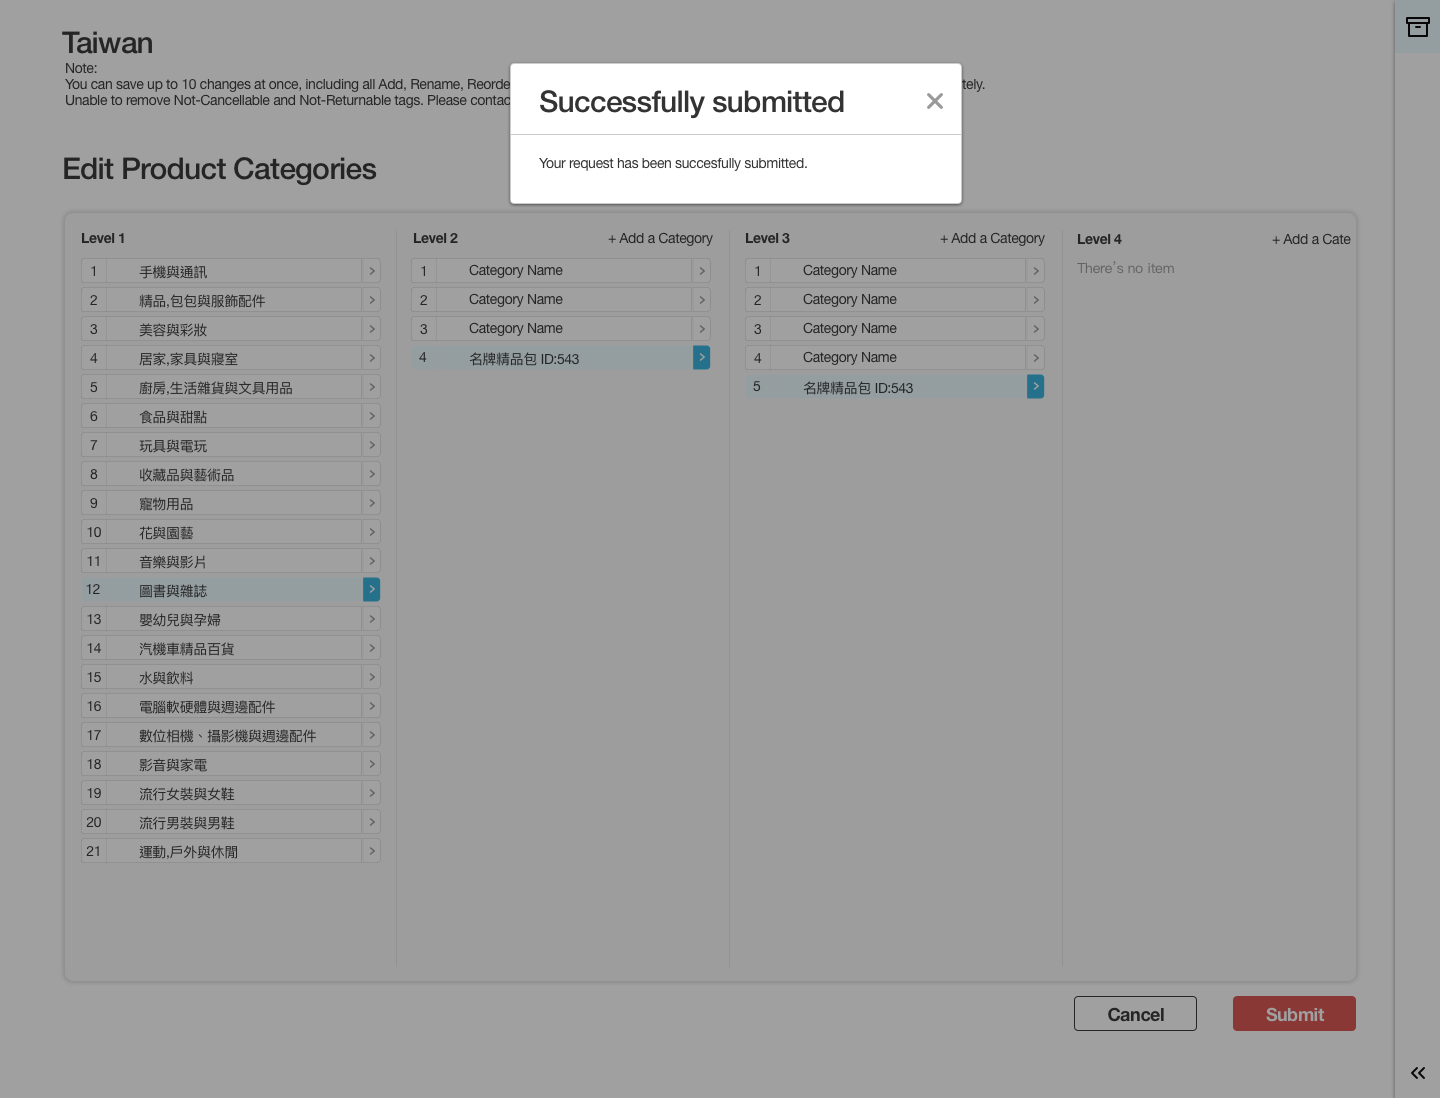 Taiwan
Note:
You can save up to 10 changes at once, including all Add, Rename, Reorde
tely.
Unable to remove Not-Cancellable and Not-Returnable tags. Please contac
Successfully submitted
Your request has been succesfully submitted.
Edit Product Categories
Level 1
1 手機與通訊
2 精品,包包與服飾配件
3 美容與彩妝
4 居家,家具與寢室
5 廚房,生活雜貨與文具用品
6 食品與甜點
7 玩具與電玩
8 收藏品與藝術品
9 寵物用品
10 花與園藝
11 音樂與影片
12 圖書與雜誌
13 嬰幼兒與孕婦
14 汽機車精品百貨
15 水與飲料
16 電腦軟硬體與週邊配件
17 數位相機、攝影機與週邊配件
18 影音與家電
19 流行女裝與女鞋
20 流行男裝與男鞋
21 運動,戶外與休閒
Level 2 + Add a Category
1 Category Name
2 Category Name
3 Category Name
4 名牌精品包 ID:543
Level 3 + Add a Category
1 Category Name
2 Category Name
3 Category Name
4 Category Name
5 名牌精品包 ID:543
Level 4 + Add a Cate
There's no item
Cancel
Submit